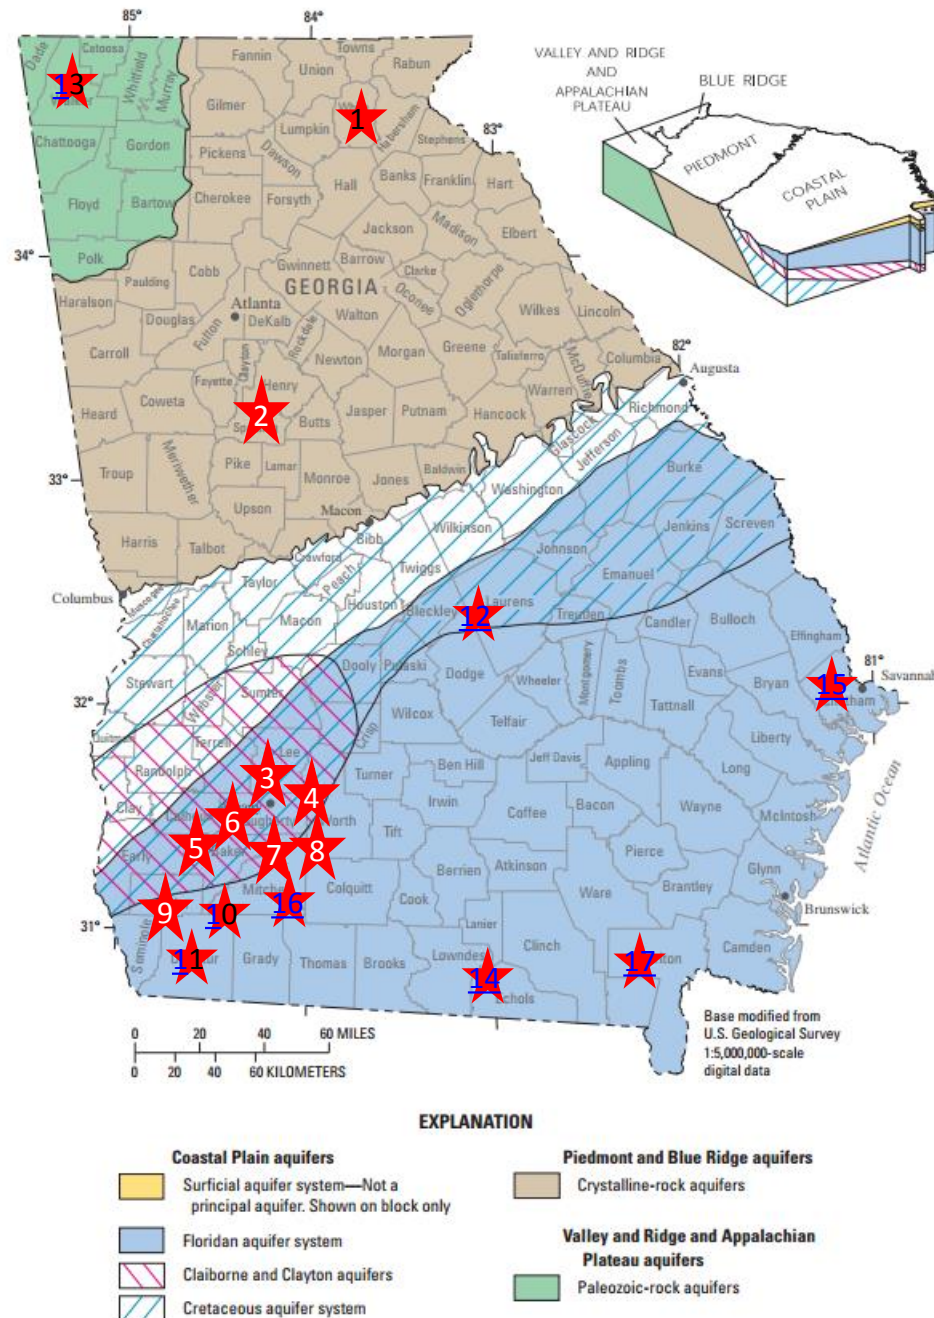 85°
84°
VALLEY AND RIDGE
AND
APPALACHIAN
PLATEAU
BLUE RIDGE
PIEDMONT
COASTAL
PLAIN
Dade
Catoosa
Whitfield
Murray
Fannin
Towns
Union
Rabun
13
1
Gilmer
Lumpkin
Habersham
83°
Chattooga
Gordon
Pickens
Dawson
Stephens
Hall
Banks
Franklin
Hart
Floyd
Bartow
Cherokee
Forsyth
Jackson
Madison
Elbert
34°
Polk
Paulding
Cobb
Gwinnett
Barrow
Clarke
Oconee
Oglethorpe
GEORGIA
Haralson
Atlanta
Douglas
Fulton
DeKalb
Rockdale
Walton
Wilkes
Lincoln
Carroll
Clayton
Newton
Morgan
Greene
Taliaferro
McDuffie
Columbia
82°
Augusta
Fayette
Henry
Heard
Coweta
2
Butts
Jasper
Putnam
Hancock
Warren
Glascock
Richmond
Jefferson
33°
Troup
Meriwether
Pike
Lamar
Monroe
Jones
Baldwin
Washington
Burke
Upson
Macon
Wilkinson
Jenkins
Screven
Harris
Talbot
Bibb
Crawford
Twiggs
Johnson
Emanuel
Columbus
Muscogee
Chattahochee
Taylor
Peach
Houston
Bleckley
12
Laurens
Treutlen
Candler
Bulloch
Effingham
Marion
Macon
Schley
Stewart
Webster
Sumter
Dooly
Pulaski
Dodge
Wheeler
Montgomery
Toombs
Evans
Bryan
15
81°
Savannah
32°
Quitman
Terrell
Lee
Crisp
Wilcox
Telfair
Tattnall
Liberty
Randolph
3
Turner
Ben Hill
Jeff Davis
Appling
Long
Clay
4
Irwin
Coffee
Bacon
Wayne
McIntosh
6
5
7
8
Tift
Early
Berrien
Atkinson
Pierce
Atlantic Ocean
Colquitt
Cook
Ware
Brantley
Glynn
Brunswick
31°
9
10
16
Lanier
Clinch
Camden
Seminole
11
Grady
Thomas
Brooks
Lowndes
14
17
0 20 40 60 MILES
0 20 40 60 KILOMETERS
Base modified from
U.S. Geological Survey
1:5,000,000-scale
digital data
EXPLANATION
Coastal Plain aquifers
Surficial aquifer system—Not a
principal aquifer. Shown on block only
Floridan aquifer system
Claiborne and Clayton aquifers
Cretaceous aquifer system
Piedmont and Blue Ridge aquifers
Crystalline-rock aquifers
Valley and Ridge and Appalachian
Plateau aquifers
Paleozoic-rock aquifers